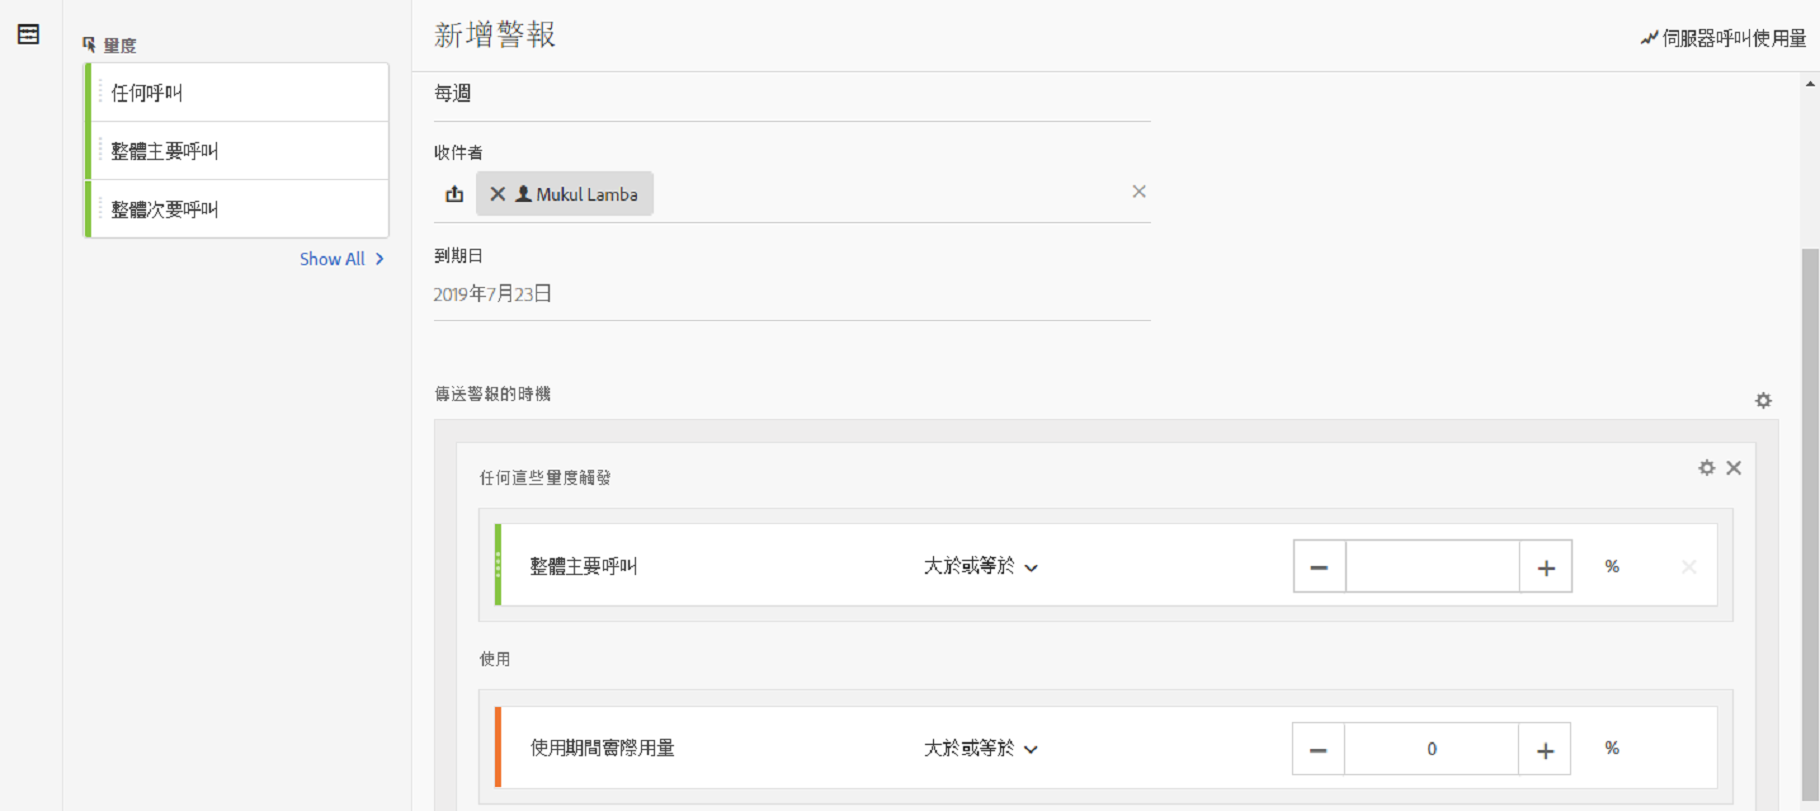 量度
任何呼叫
整體主要呼叫
整體次要呼叫
Show All
新增警報
伺服器呼叫使用量
每週
收件者
Mukul Lamba
到期日
2019年7月23日
傳送警報的時機
任何這些量度觸發
整體主要呼叫 大於或等於 %
使用
使用期間實際用量 大於或等於 0 %